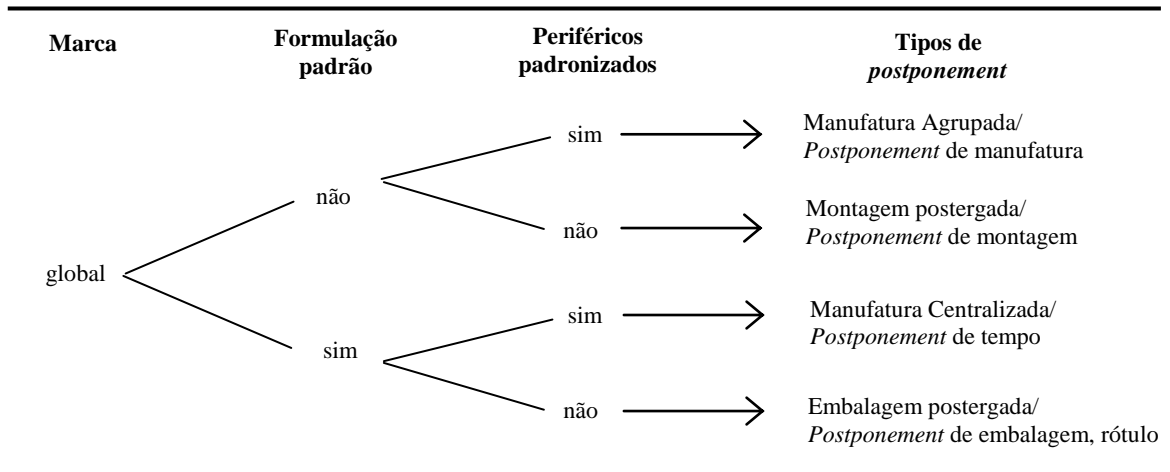 Marca
Formulação
padrão
Periféricos
padronizados
Tipos de
postponement
sim
Manufatura Agrupada/
Postponement de manufatura
não
não
Montagem postergada/
Postponement de montagem
global
sim
Manufatura Centralizada/
Postponement de tempo
sim
não
Embalagem postergada/
Postponement de embalagem, rótulo